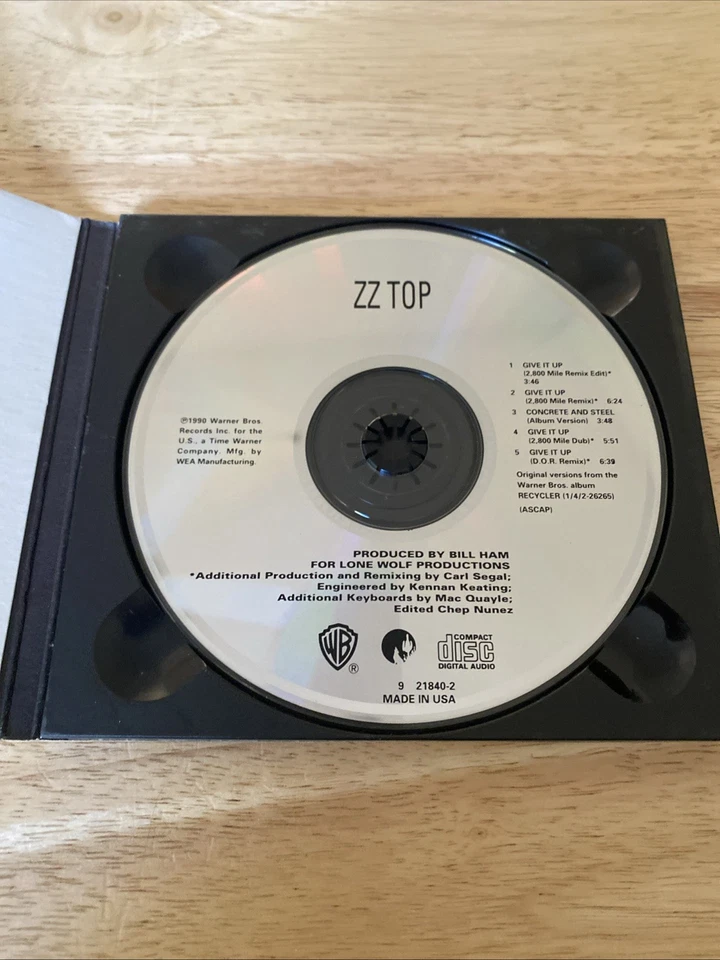 ZZ TOP
1 GIVE IT UP
(2,800 Mile Remix Edit)*
3:46
2 GIVE IT UP
(2,800 Mile Remix)* 6:24
3 CONCRETE AND STEEL
(Album Version) 3:48
4 GIVE IT UP
(2,800 Mile Dub)* 5:51
5 GIVE IT UP
(D.O.R. Remix)* 6:39
Original versions from the
Warner Bros. album
RECYCLER (1/4/2-26265)
(ASCAP)
℗1990 Warner Bros.
Records Inc. for the
U.S., a Time Warner
Company. Mfg. by
WEA Manufacturing.
PRODUCED BY BILL HAM
FOR LONE WOLF PRODUCTIONS
*Additional Production and Remixing by Carl Segal;
Engineered by Kennan Keating;
Additional Keyboards by Mac Quayle;
Edited Chep Nunez
WB
®
COMPACT
disc
DIGITAL AUDIO
9 21840-2
MADE IN USA